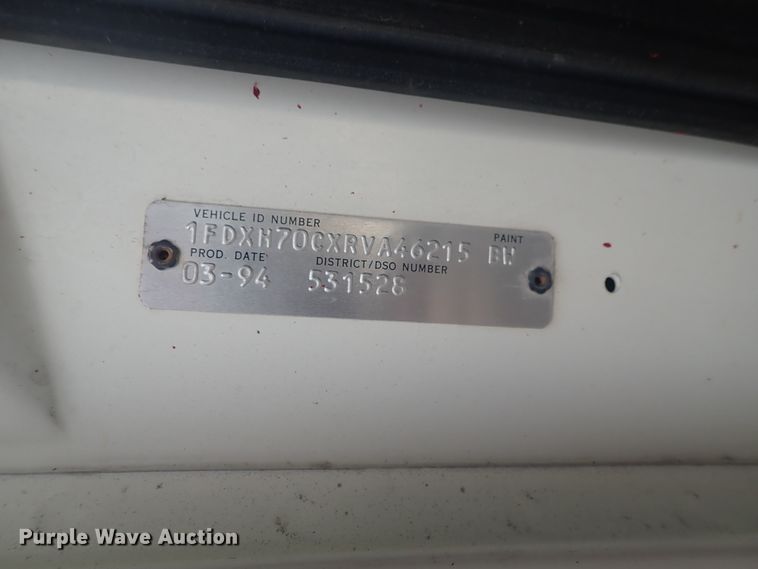 VEHICLE ID NUMBER PAINT
1FDXH70CXRVA46215 BW
PROD. DATE DISTRICT/DSO NUMBER
03-94 531528
Purple Wave Auction